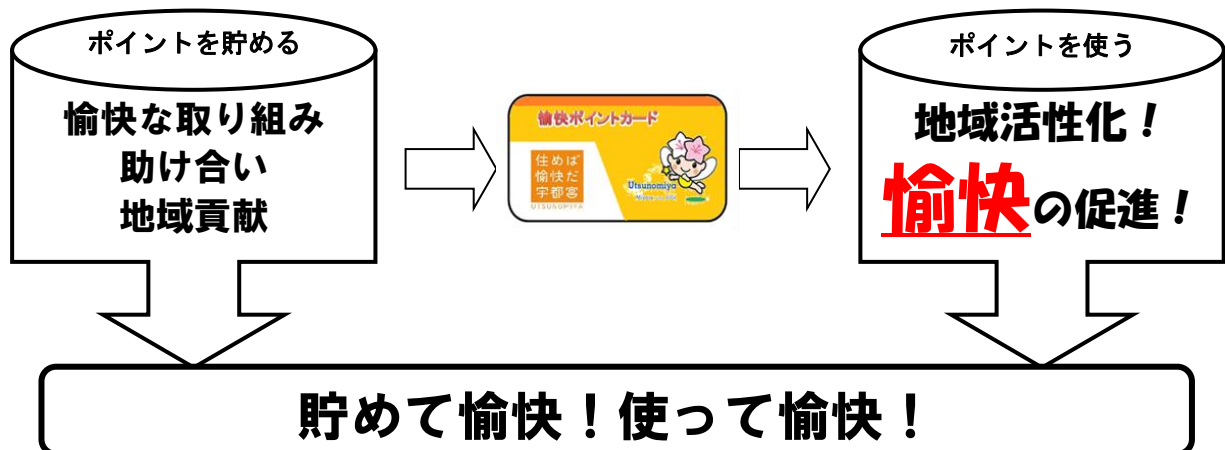 ポイントを貯める
愉快な取り組み
助け合い
地域貢献
愉快ポイントカード
住めば
愉快だ
宇都宮
UTSUNOMIYA
Utsunomiya
ポイントを使う
地域活性化！
愉快の促進！
貯めて愉快！使って愉快！